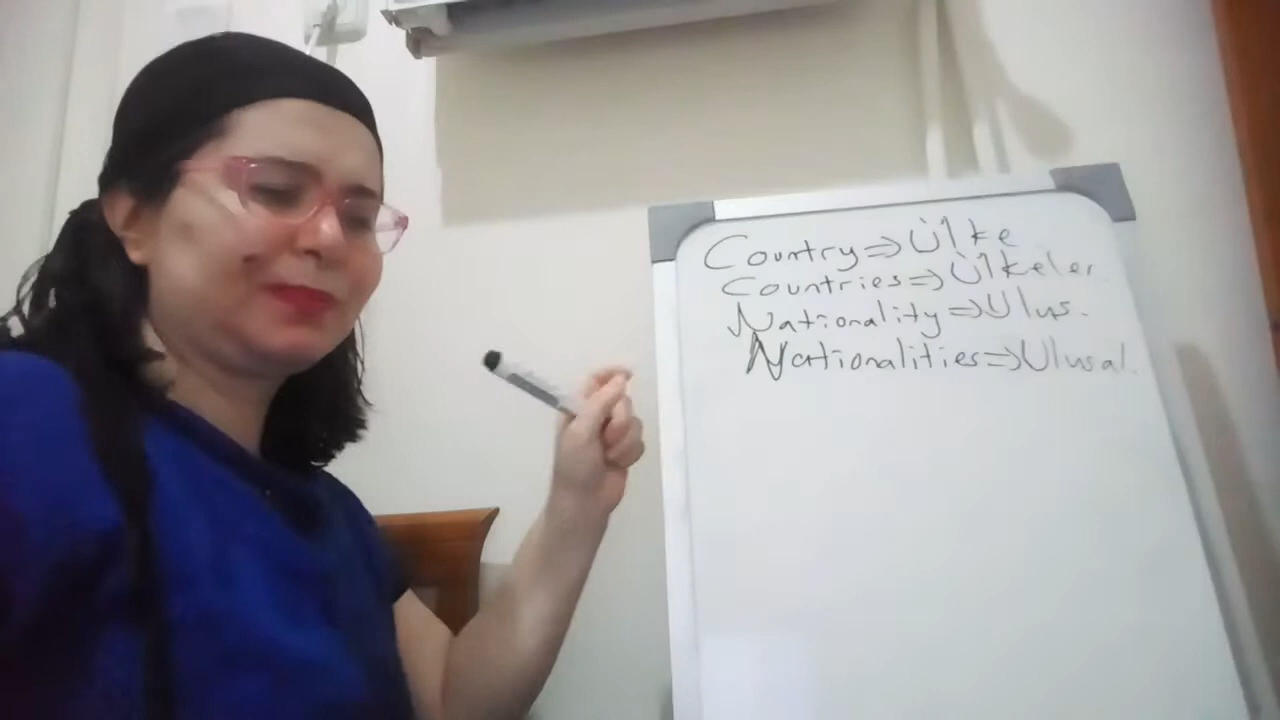 Country => Ülke
Countries => Ülkeler
Nationality => Ulus.
Nationalities => Ulusal.